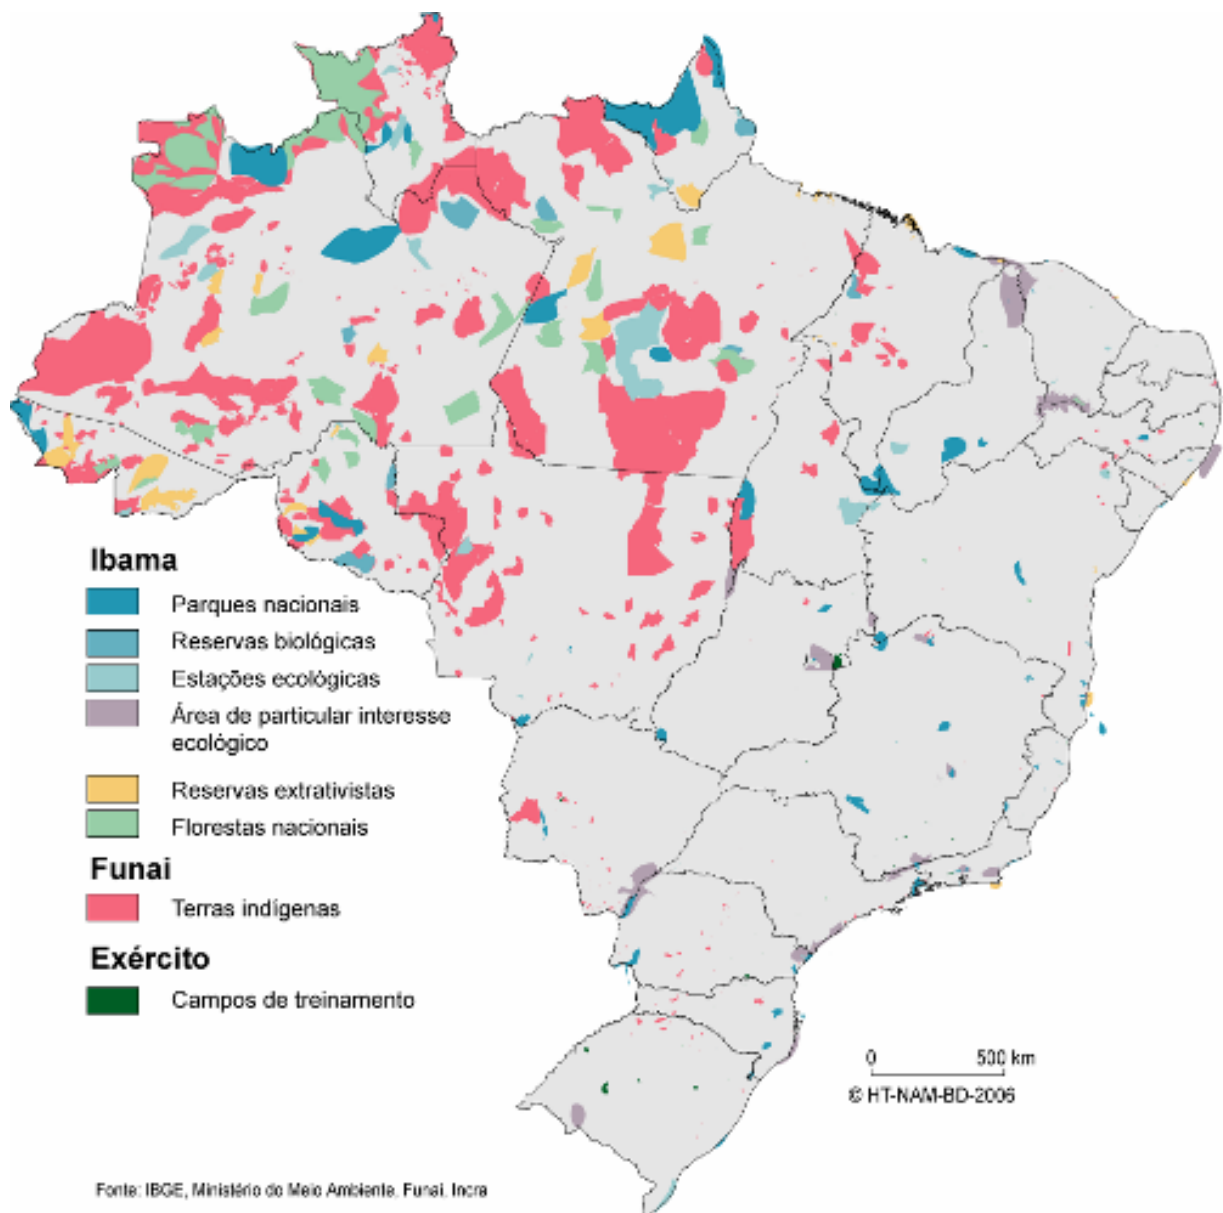 Ibama
Parques nacionais
Reservas biológicas
Estações ecológicas
Área de particular interesse
ecológico
Reservas extrativistas
Florestas nacionais
Funai
Terras indígenas
Exército
Campos de treinamento
0 500 km
© HT-NAM-BD-2006
Fonte: IBGE, Ministério do Meio Ambiente, Funai, Incra